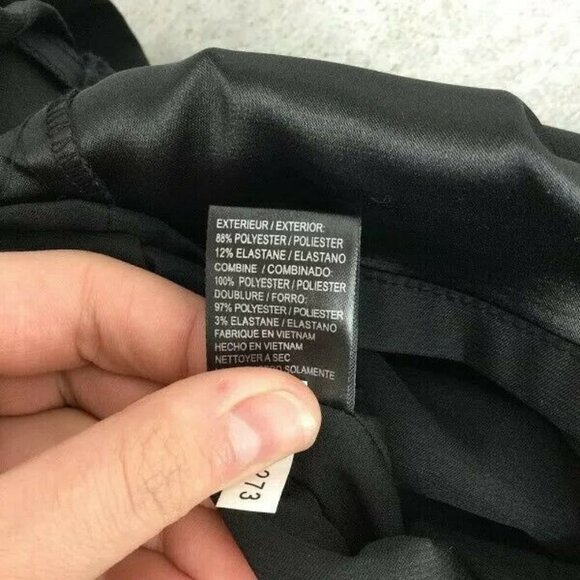 EXTERIEUR / EXTERIOR:
88% POLYESTER / POLIESTER
12% ELASTANE / ELASTANO
COMBINE / COMBINADO:
100% POLYESTER / POLIESTER
DOUBLURE / FORRO:
97% POLYESTER / POLIESTER
3% ELASTANE / ELASTANO
FABRIQUE EN VIETNAM
HECHO EN VIETNAM
NETTOYER A SEC
SOLAMENTE
273